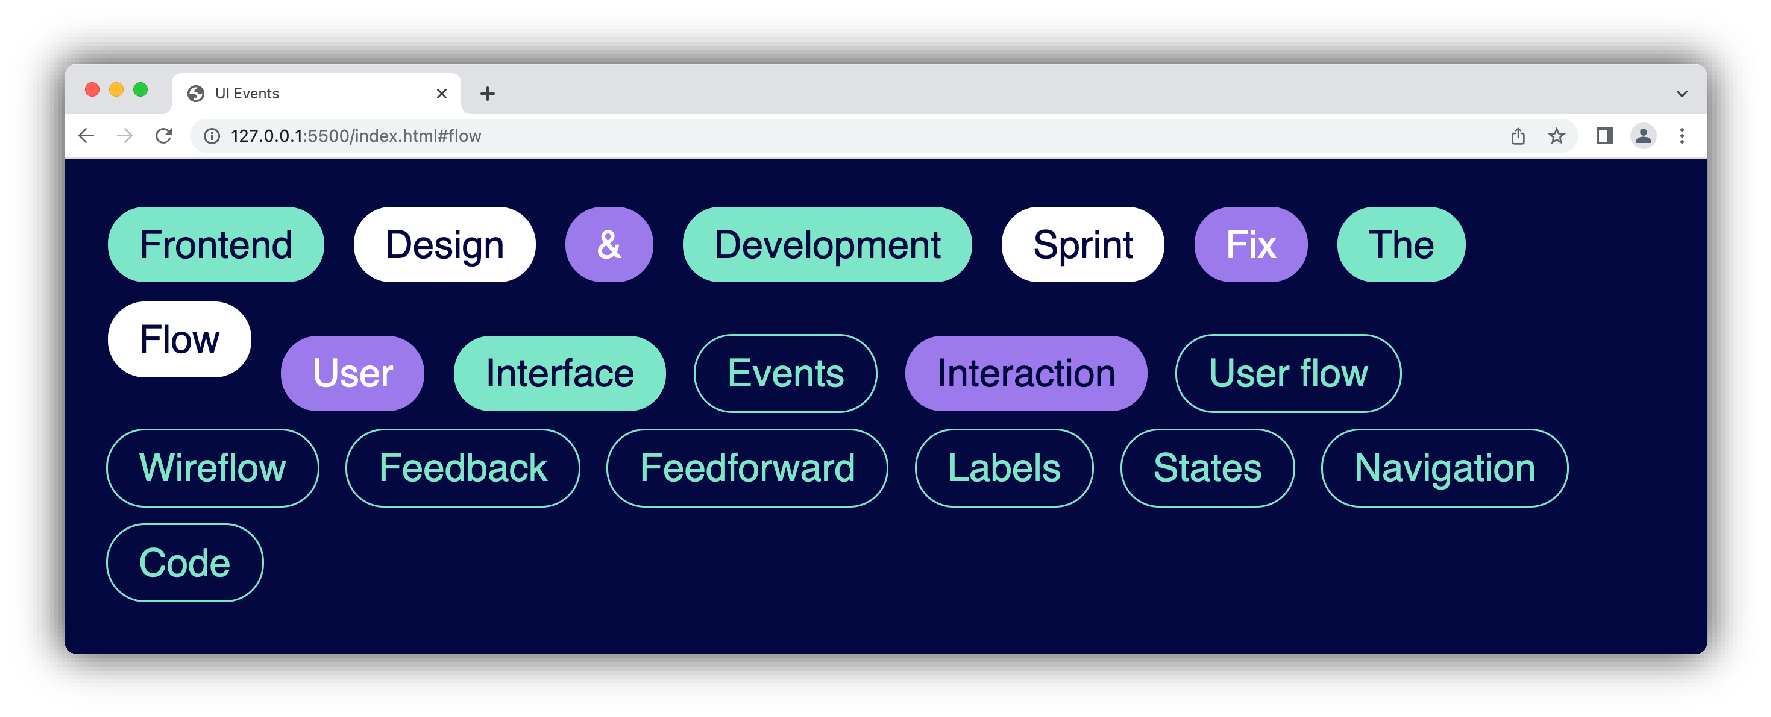 UI Events
127.0.0.1:5500/index.html#flow
Frontend Design & Development Sprint Fix The
Flow User Interface Events Interaction User flow
Wireflow Feedback Feedforward Labels States Navigation
Code